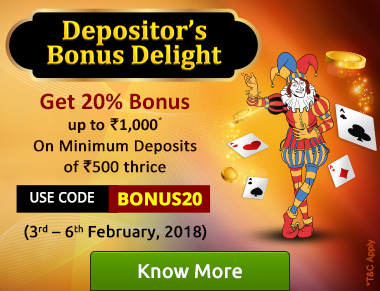 Depositor's
Bonus Delight
Get 20% Bonus
up to ₹1,000*
On Minimum Deposits
of ₹500 thrice
USE CODE BONUS20
(3rd – 6th February, 2018)
Know More
*T&C Apply